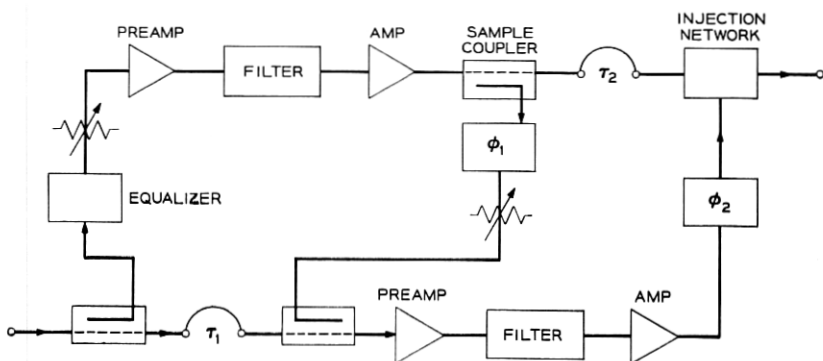 PREAMP
FILTER
AMP
SAMPLE
COUPLER
τ2
INJECTION
NETWORK
ϕ1
EQUALIZER
ϕ2
τ1
PREAMP
FILTER
AMP